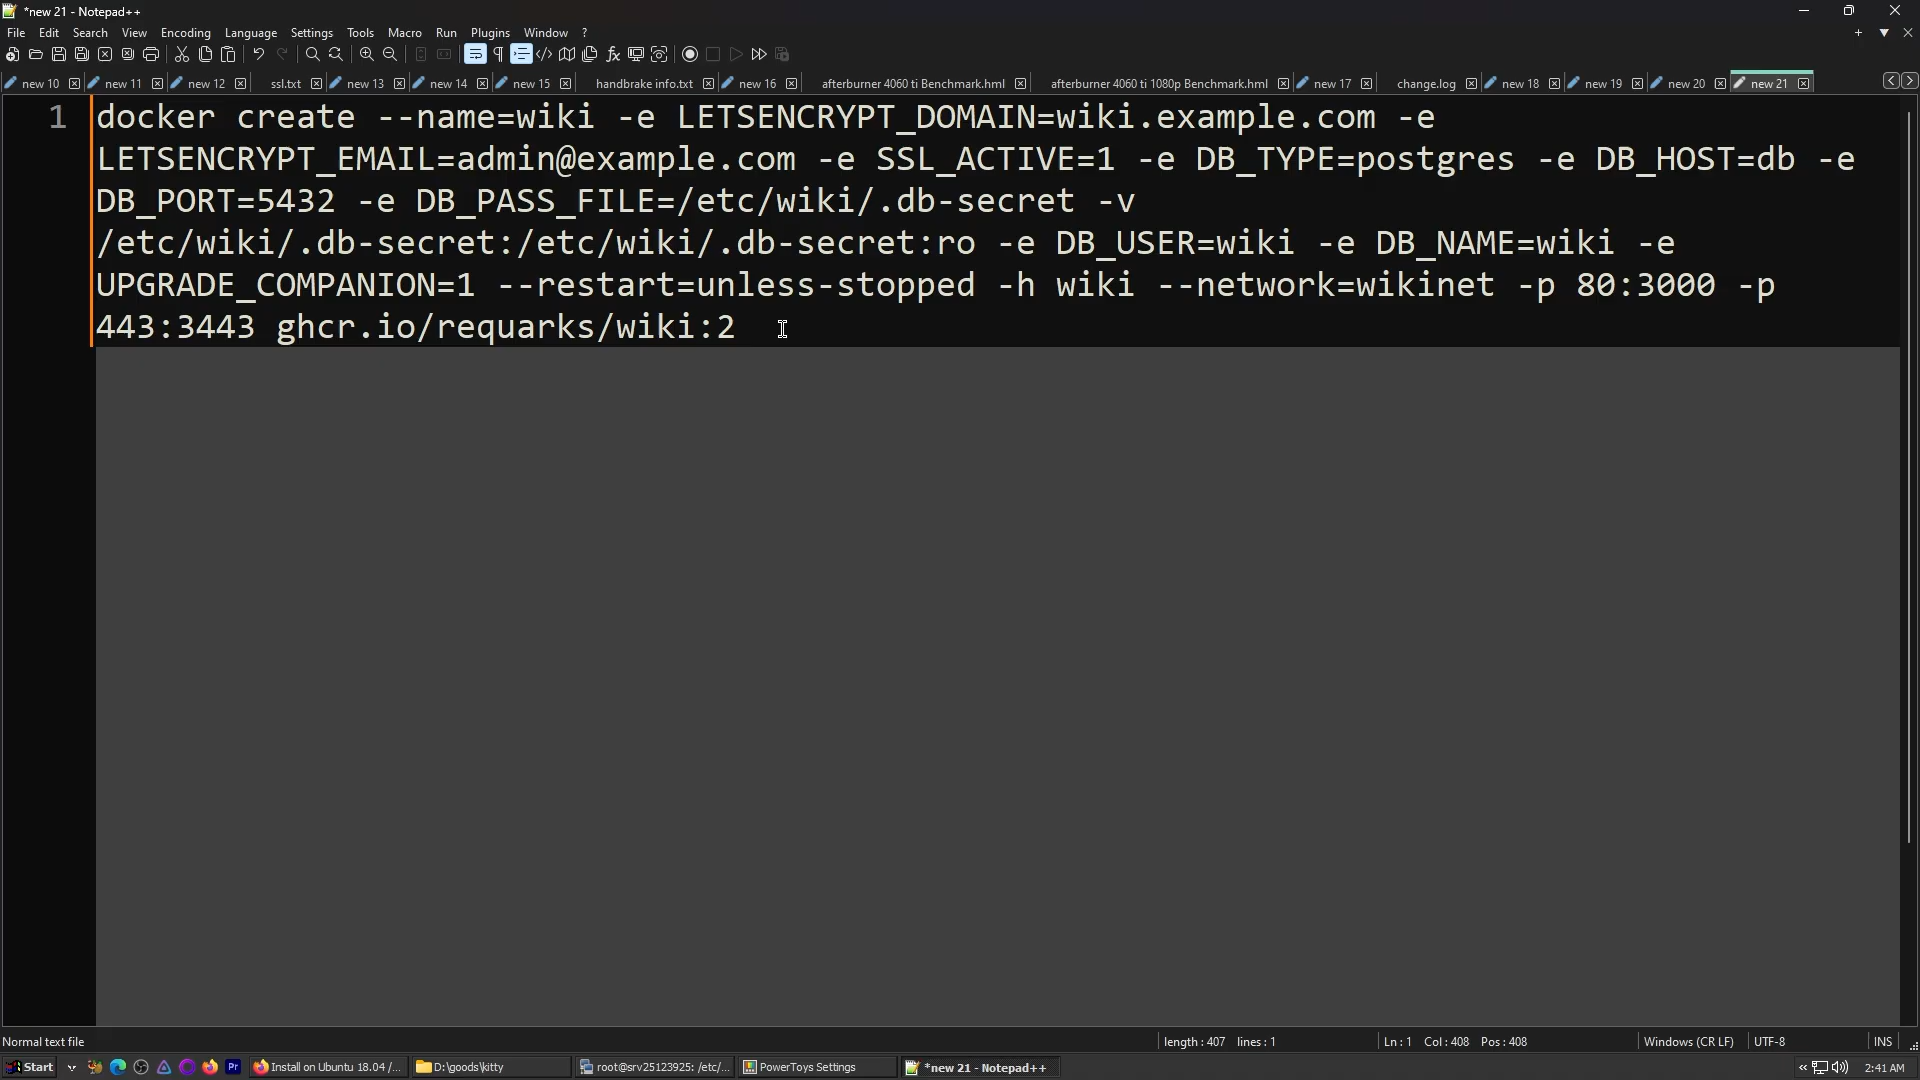 *new 21 - Notepad++
File Edit Search View Encoding Language Settings Tools Macro Run Plugins Window ?
new 10 new 11 new 12 ssl.txt new 13 new 14 new 15 handbrake info.txt new 16 afterburner 4060 ti Benchmark.hml afterburner 4060 ti 1080p Benchmark.hml new 17 change.log new 18 new 19 new 20 new 21
1 docker create --name=wiki -e LETSENCRYPT_DOMAIN=wiki.example.com -e
LETSENCRYPT_EMAIL=admin@example.com -e SSL_ACTIVE=1 -e DB_TYPE=postgres -e DB_HOST=db -e
DB_PORT=5432 -e DB_PASS_FILE=/etc/wiki/.db-secret -v
/etc/wiki/.db-secret:/etc/wiki/.db-secret:ro -e DB_USER=wiki -e DB_NAME=wiki -e
UPGRADE_COMPANION=1 --restart=unless-stopped -h wiki --network=wikinet -p 80:3000 -p
443:3443 ghcr.io/requarks/wiki:2
Normal text file length : 407 lines : 1 Ln : 1 Col : 408 Pos : 408 Windows (CR LF) UTF-8 INS
Start Pr Install on Ubuntu 18.04 /... D:\goods\kitty root@srv25123925: /etc/... PowerToys Settings *new 21 - Notepad++ « 2:41 AM